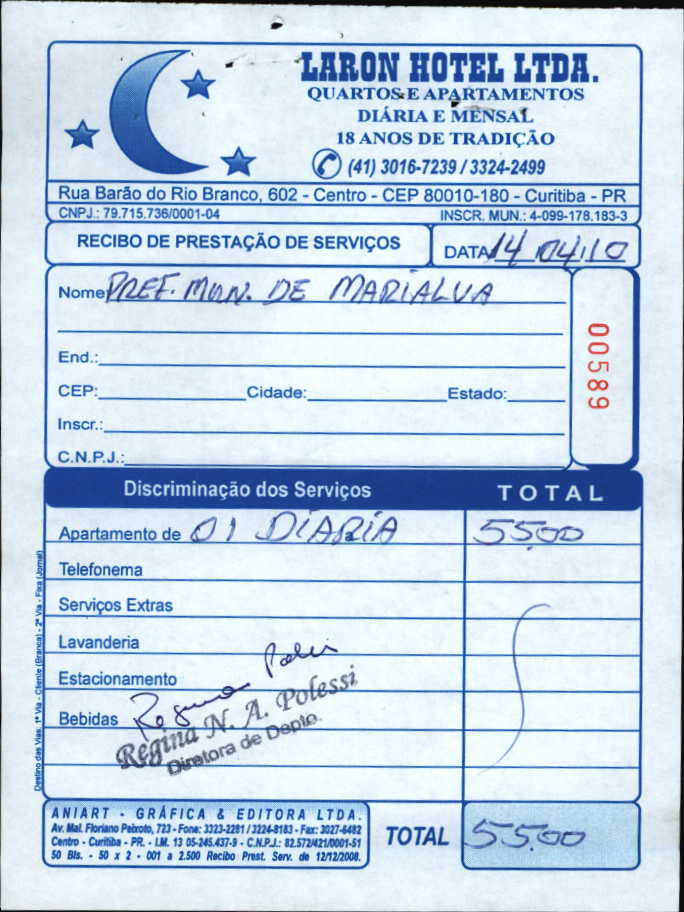 LARON HOTEL LTDA.
QUARTOS E APARTAMENTOS
DIÁRIA E MENSAL
18 ANOS DE TRADIÇÃO
(41) 3016-7239 / 3324-2499
Rua Barão do Rio Branco, 602 - Centro - CEP 80010-180 - Curitiba - PR
CNPJ.: 79.715.736/0001-04 INSCR. MUN.: 4-099-178.183-3
RECIBO DE PRESTAÇÃO DE SERVIÇOS DATA 14/04/10
Nome PREF. MUN. DE MARIALVA
00589
End.:
CEP: Cidade: Estado:
Inscr.:
C.N.P.J.:
Discriminação dos Serviços TOTAL
Apartamento de 01 DIARIA 55,00
Telefonema
Serviços Extras
Lavanderia
Estacionamento
Bebidas
Regina N. A. Polessi
Diretora de Depto.
Destino das Vias: 1ª Via - Cliente (Branca) - 2ª Via - Fixa (Jornal)
ANIART - GRÁFICA & EDITORA LTDA.
Av. Mal. Floriano Peixoto, 723 - Fone: 3323-2281 / 3224-8183 - Fax: 3027-6482
Centro - Curitiba - PR. - I.M. 13 05-245.437-9 - C.N.P.J.: 82.572/421/0001-51
50 Bls. - 50 x 2 - 001 a 2.500 Recibo Prest. Serv. de 12/12/2008.
TOTAL 55,00